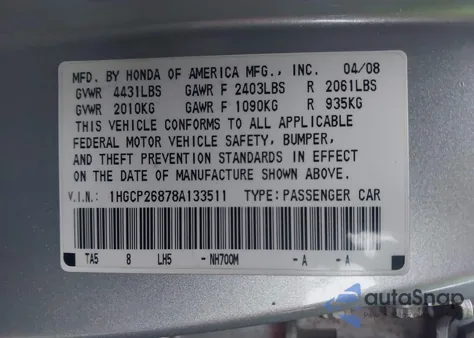 MFD. BY HONDA OF AMERICA MFG., INC. 04/08
GVWR 4431LBS GAWR F 2403LBS R 2061LBS
GVWR 2010KG GAWR F 1090KG R 935KG
THIS VEHICLE CONFORMS TO ALL APPLICABLE
FEDERAL MOTOR VEHICLE SAFETY, BUMPER,
AND THEFT PREVENTION STANDARDS IN EFFECT
ON THE DATE OF MANUFACTURE SHOWN ABOVE.
V.I.N.: 1HGCP26878A133511 TYPE: PASSENGER CAR
TA5 8 LH5 -NH700M -A -A
autoSnap